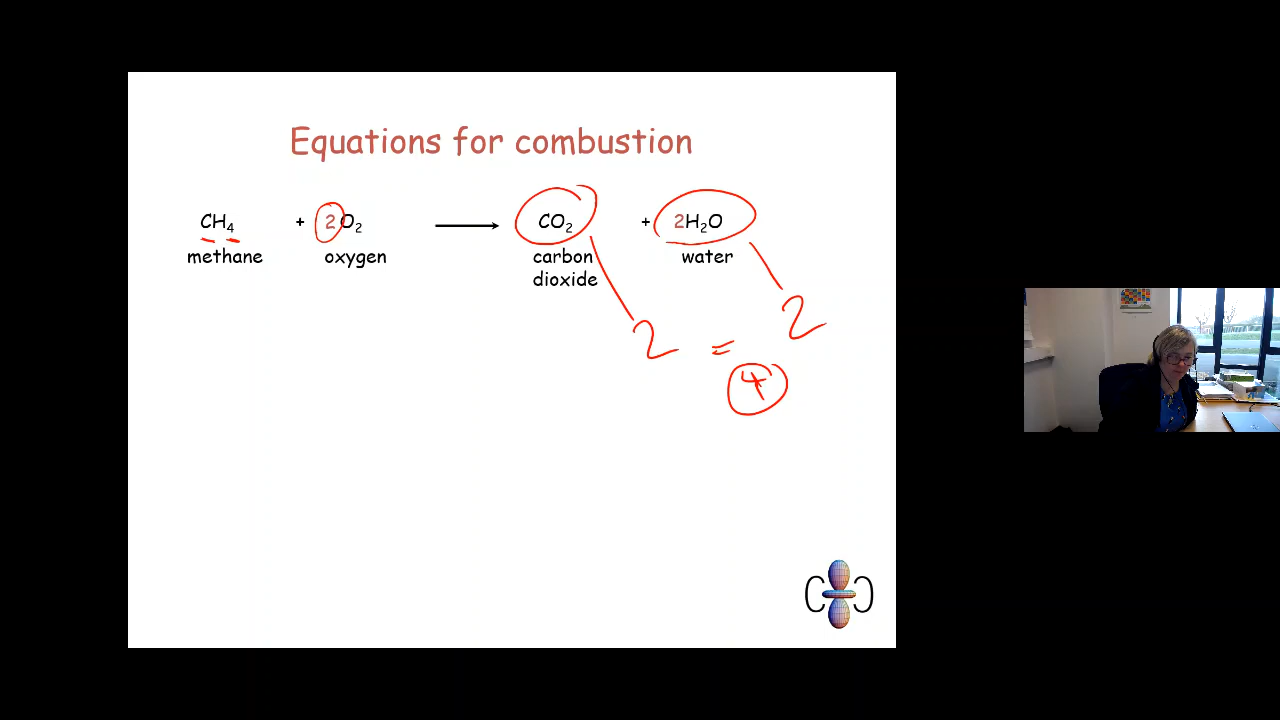 Equations for combustion
CH₄ + 2O₂ ⟶ CO₂ + 2H₂O
methane oxygen carbon dioxide water
2 = 2
4